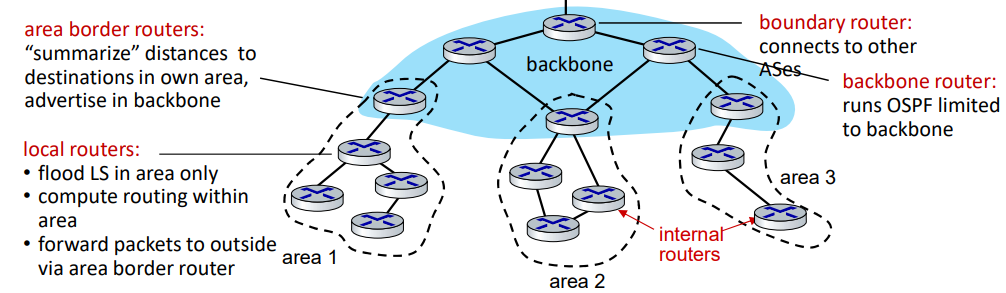 area border routers:
“summarize” distances to
destinations in own area,
advertise in backbone
local routers:
• flood LS in area only
• compute routing within
area
• forward packets to outside
via area border router
area 1
backbone
area 2
internal
routers
area 3
boundary router:
connects to other
ASes
backbone router:
runs OSPF limited
to backbone